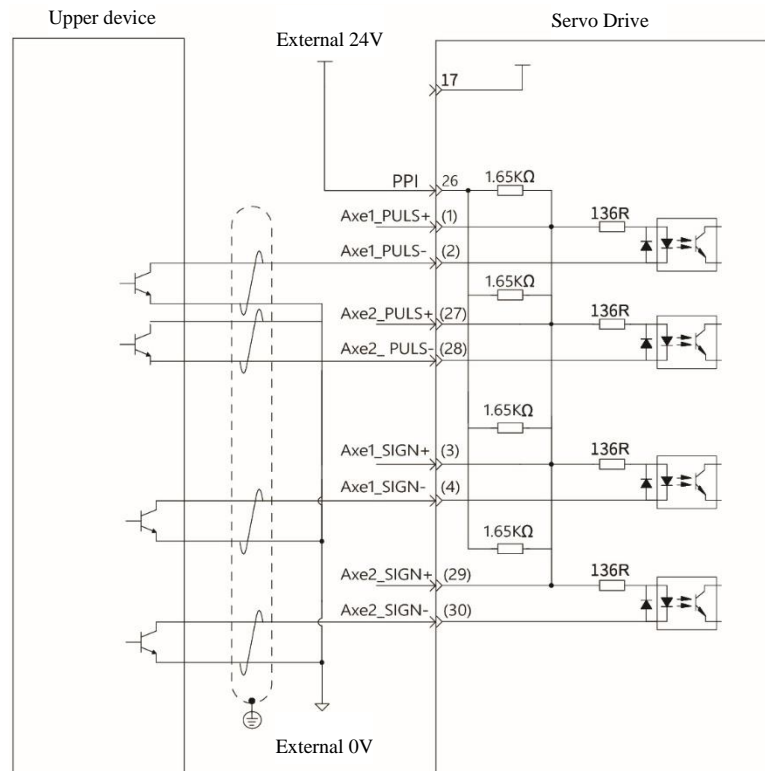 Upper device
Servo Drive
External 24V
17
PPI
26
1.65KΩ
Axe1_PULS+
(1)
136R
Axe1_PULS-
(2)
1.65KΩ
Axe2_PULS+
(27)
136R
Axe2_ PULS-
(28)
1.65KΩ
Axe1_SIGN+
(3)
136R
Axe1_SIGN-
(4)
1.65KΩ
Axe2_SIGN+
(29)
136R
Axe2_SIGN-
(30)
External 0V